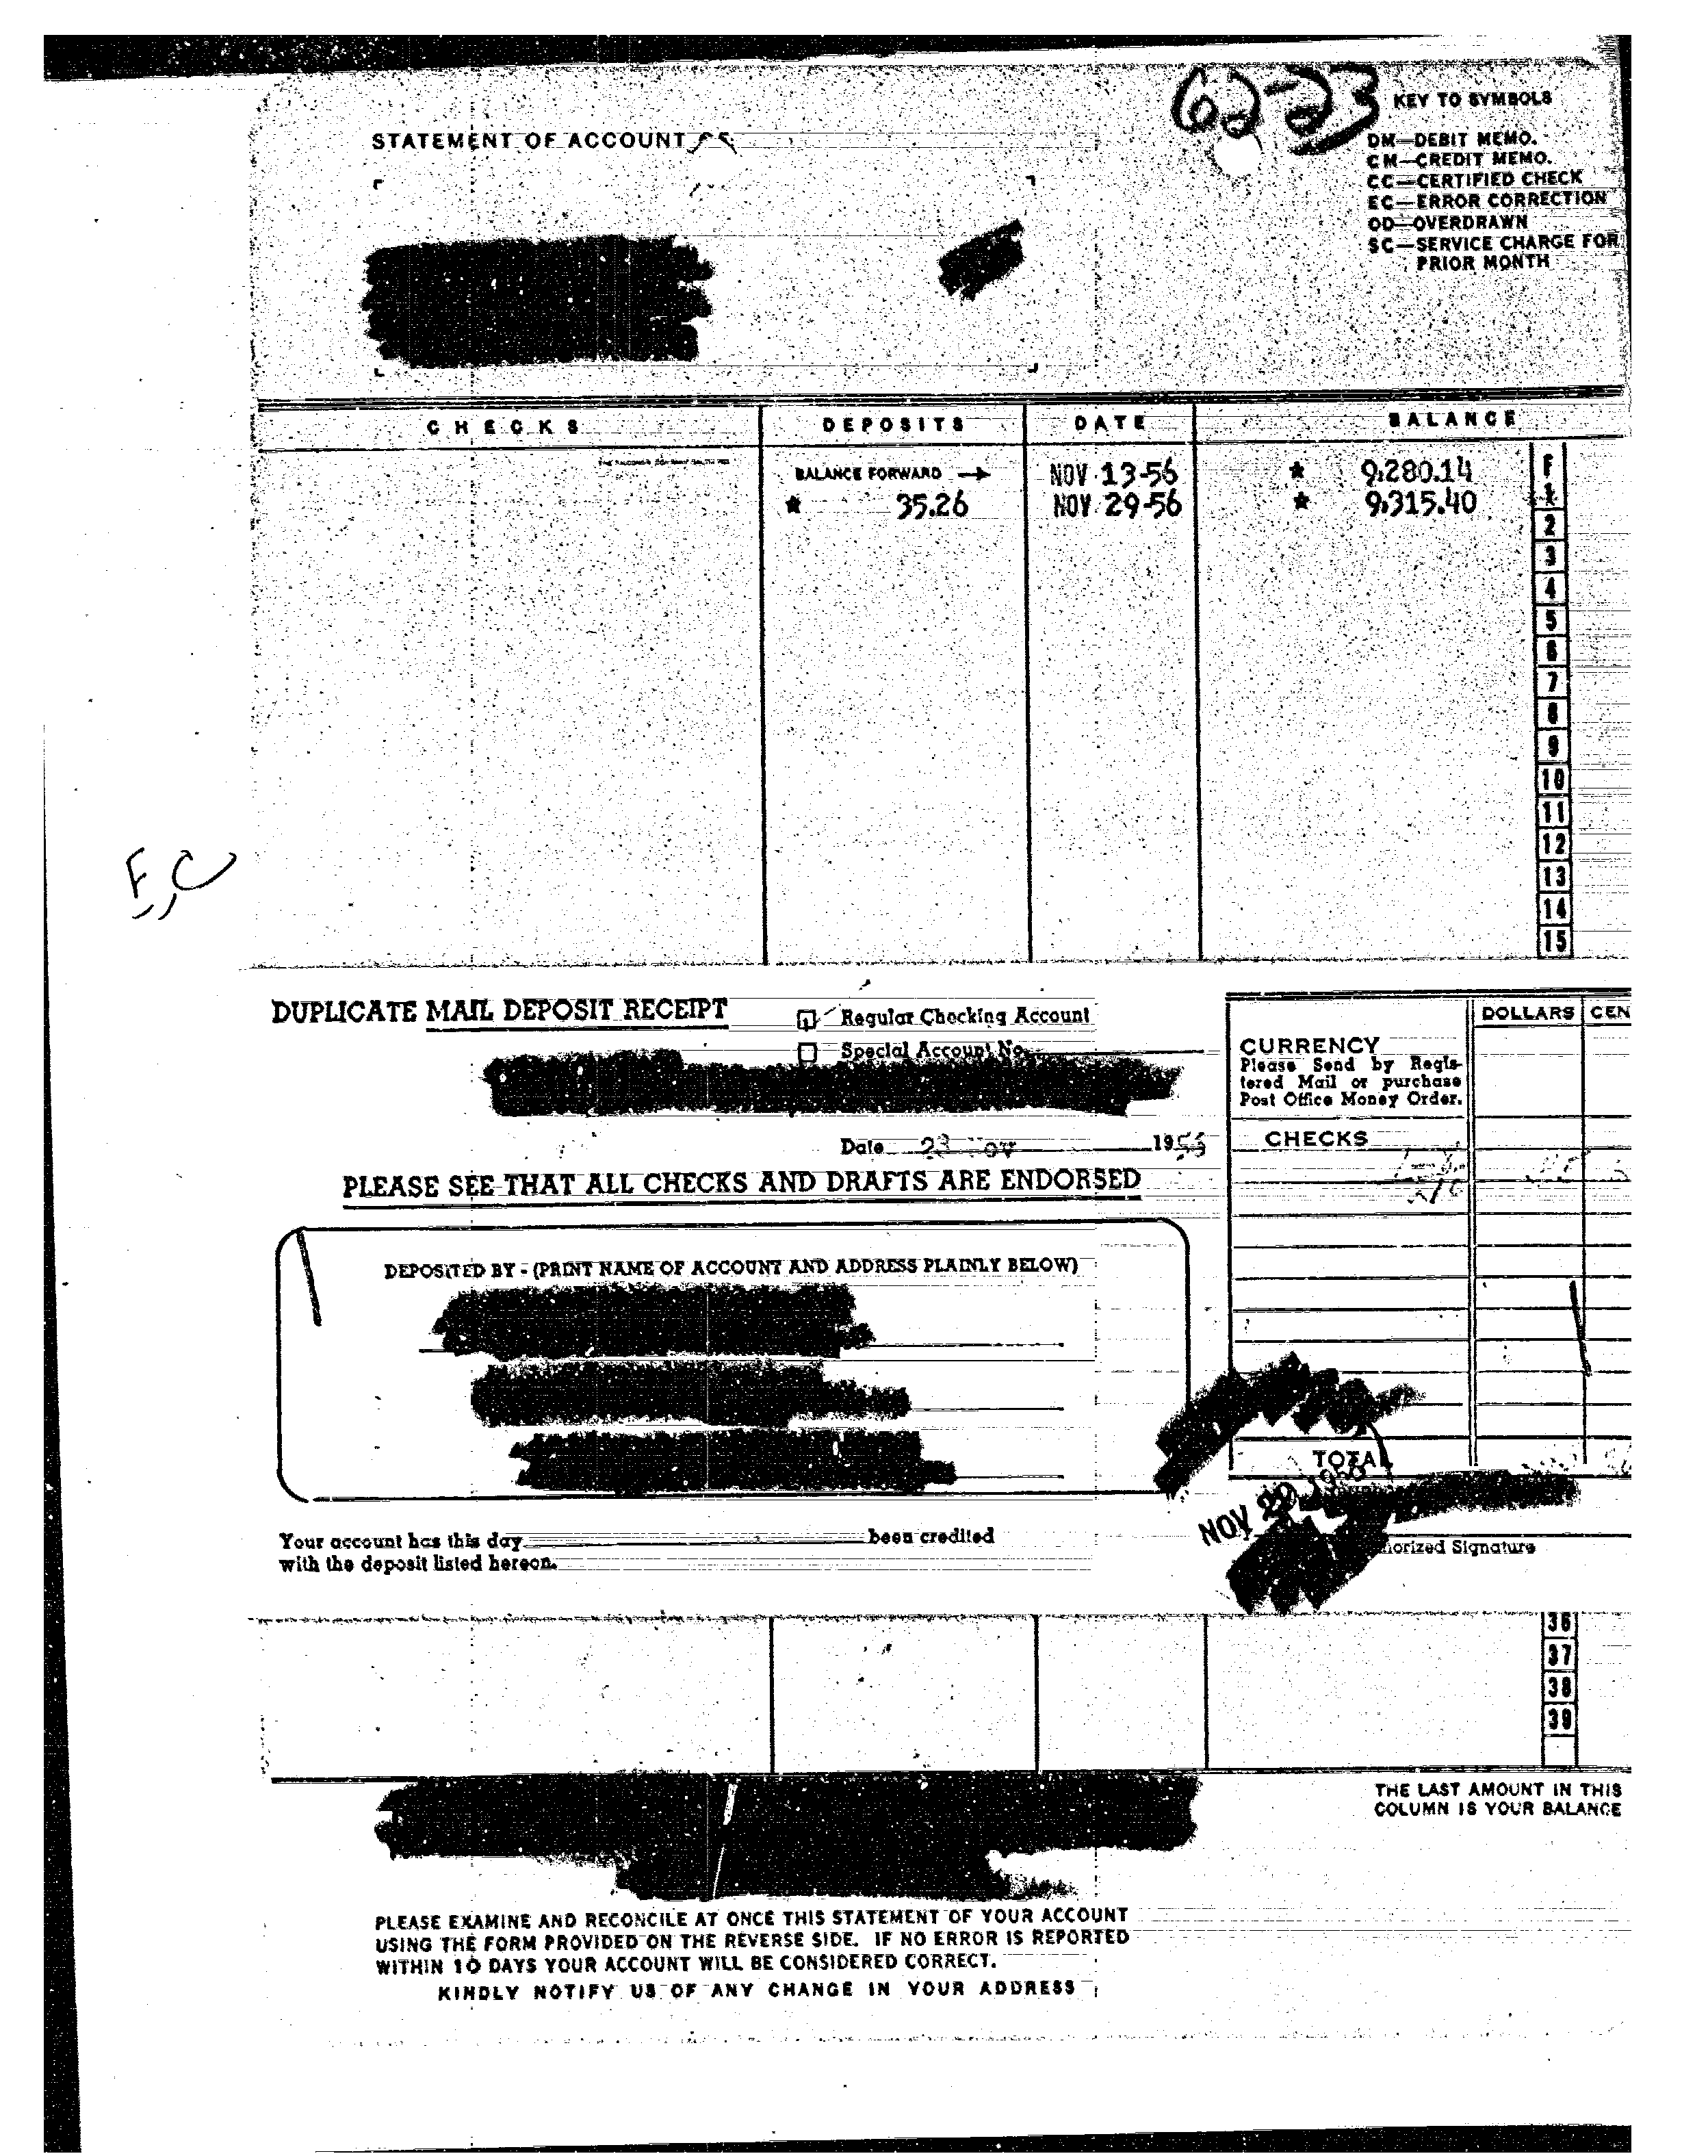 62-23
KEY TO SYMBOLS
STATEMENT OF ACCOUNT
DM—DEBIT MEMO.
CM—CREDIT MEMO.
CC—CERTIFIED CHECK
EC—ERROR CORRECTION
OD—OVERDRAWN
SC—SERVICE CHARGE FOR
PRIOR MONTH
CHECKS DEPOSITS DATE BALANCE
BALANCE FORWARD → NOV 13-56 * 9,280.14 F
* 35.26 NOV 29-56 * 9,315.40 1
2
3
4
5
6
7
8
9
10
11
12
E,C
13
14
15
DUPLICATE MAIL DEPOSIT RECEIPT
Regular Checking Account
Special Account No.
DOLLARS CEN
CURRENCY
Please Send by Regis-
tered Mail or purchase
Post Office Money Order.
Date 23 Nov 1956
CHECKS
PLEASE SEE THAT ALL CHECKS AND DRAFTS ARE ENDORSED
DEPOSITED BY - (PRINT NAME OF ACCOUNT AND ADDRESS PLAINLY BELOW)
TOTAL
NOV 29
Your account has this day been credited
with the deposit listed hereon.
horized Signature
36
37
38
39
THE LAST AMOUNT IN THIS
COLUMN IS YOUR BALANCE
PLEASE EXAMINE AND RECONCILE AT ONCE THIS STATEMENT OF YOUR ACCOUNT
USING THE FORM PROVIDED ON THE REVERSE SIDE. IF NO ERROR IS REPORTED
WITHIN 10 DAYS YOUR ACCOUNT WILL BE CONSIDERED CORRECT.
KINDLY NOTIFY US OF ANY CHANGE IN YOUR ADDRESS